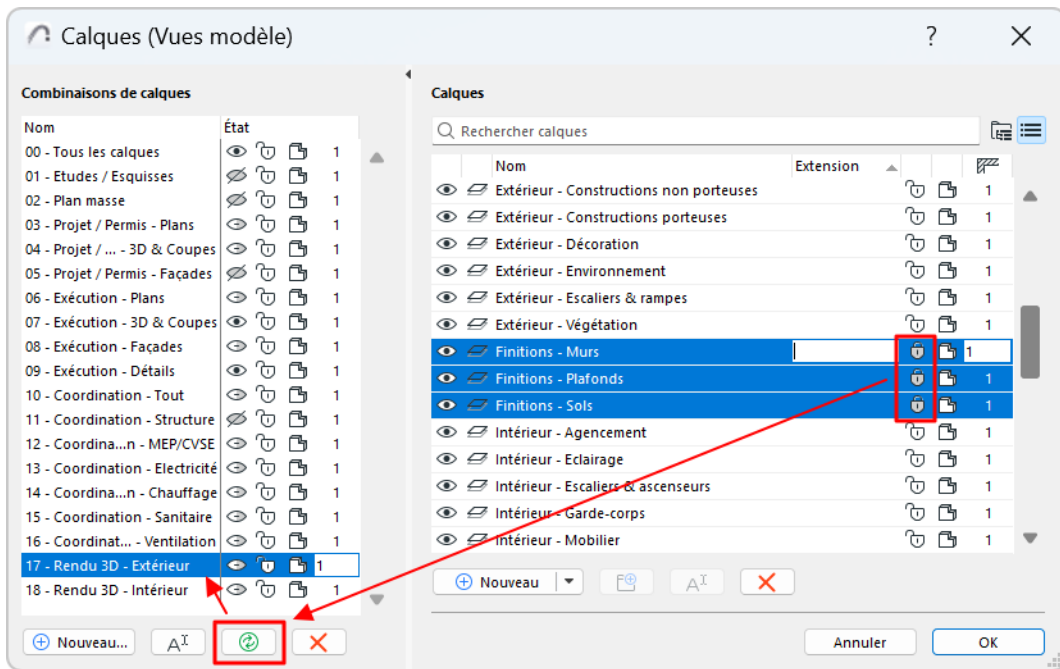 Calques (Vues modèle)
?
Combinaisons de calques
Nom État
00 - Tous les calques 1
01 - Etudes / Esquisses 1
02 - Plan masse 1
03 - Projet / Permis - Plans 1
04 - Projet / ... - 3D & Coupes 1
05 - Projet / Permis - Façades 1
06 - Exécution - Plans 1
07 - Exécution - 3D & Coupes 1
08 - Exécution - Façades 1
09 - Exécution - Détails 1
10 - Coordination - Tout 1
11 - Coordination - Structure 1
12 - Coordina...n - MEP/CVSE 1
13 - Coordination - Electricité 1
14 - Coordina...n - Chauffage 1
15 - Coordination - Sanitaire 1
16 - Coordinat... - Ventilation 1
17 - Rendu 3D - Extérieur 1
18 - Rendu 3D - Intérieur 1
Nouveau...
Calques
Rechercher calques
Nom Extension
Extérieur - Constructions non porteuses 1
Extérieur - Constructions porteuses 1
Extérieur - Décoration 1
Extérieur - Environnement 1
Extérieur - Escaliers & rampes 1
Extérieur - Végétation 1
Finitions - Murs 1
Finitions - Plafonds 1
Finitions - Sols 1
Intérieur - Agencement 1
Intérieur - Eclairage 1
Intérieur - Escaliers & ascenseurs 1
Intérieur - Garde-corps 1
Intérieur - Mobilier 1
Nouveau
Annuler OK